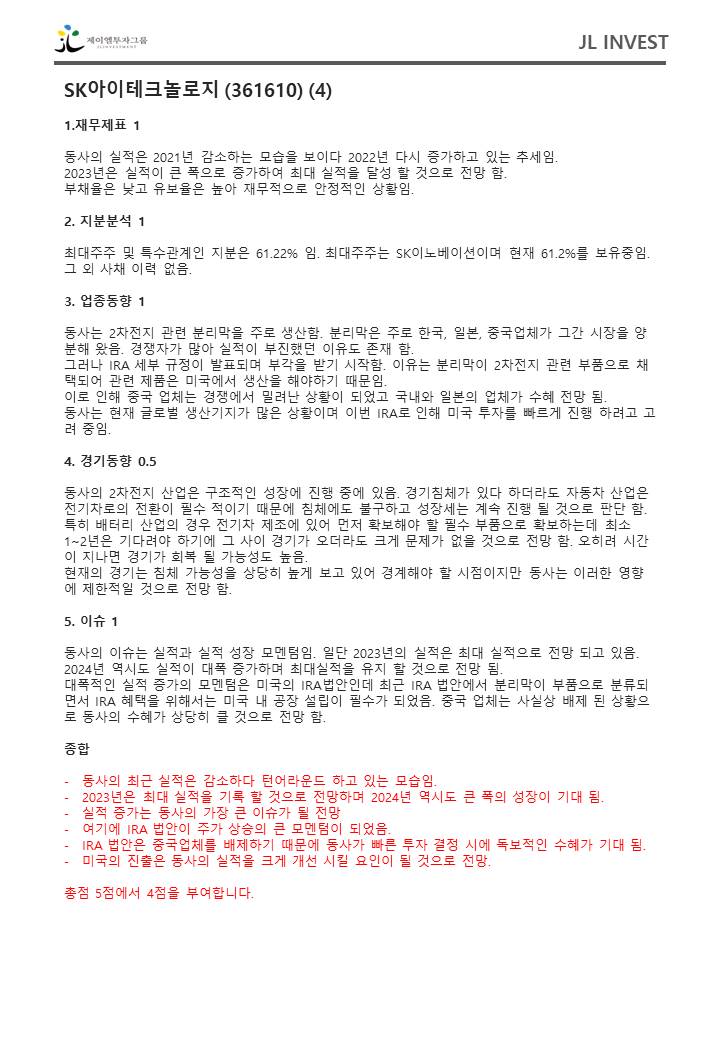 제이엘투자그룹
JLINVESTMENT
JL INVEST
SK아이테크놀로지 (361610) (4)
1.재무제표 1
동사의 실적은 2021년 감소하는 모습을 보이다 2022년 다시 증가하고 있는 추세임.
2023년은 실적이 큰 폭으로 증가하여 최대 실적을 달성 할 것으로 전망 함.
부채율은 낮고 유보율은 높아 재무적으로 안정적인 상황임.
2. 지분분석 1
최대주주 및 특수관계인 지분은 61.22% 임. 최대주주는 SK이노베이션이며 현재 61.2%를 보유중임.
그 외 사채 이력 없음.
3. 업종동향 1
동사는 2차전지 관련 분리막을 주로 생산함. 분리막은 주로 한국, 일본, 중국업체가 그간 시장을 양
분해 왔음. 경쟁자가 많아 실적이 부진했던 이유도 존재 함.
그러나 IRA 세부 규정이 발표되며 부각을 받기 시작함. 이유는 분리막이 2차전지 관련 부품으로 채
택되어 관련 제품은 미국에서 생산을 해야하기 때문임.
이로 인해 중국 업체는 경쟁에서 밀려난 상황이 되었고 국내와 일본의 업체가 수혜 전망 됨.
동사는 현재 글로벌 생산기지가 많은 상황이며 이번 IRA로 인해 미국 투자를 빠르게 진행 하려고 고
려 중임.
4. 경기동향 0.5
동사의 2차전지 산업은 구조적인 성장에 진행 중에 있음. 경기침체가 있다 하더라도 자동차 산업은
전기차로의 전환이 필수 적이기 때문에 침체에도 불구하고 성장세는 계속 진행 될 것으로 판단 함.
특히 배터리 산업의 경우 전기차 제조에 있어 먼저 확보해야 할 필수 부품으로 확보하는데 최소
1~2년은 기다려야 하기에 그 사이 경기가 오더라도 크게 문제가 없을 것으로 전망 함. 오히려 시간
이 지나면 경기가 회복 될 가능성도 높음.
현재의 경기는 침체 가능성을 상당히 높게 보고 있어 경계해야 할 시점이지만 동사는 이러한 영향
에 제한적일 것으로 전망 함.
5. 이슈 1
동사의 이슈는 실적과 실적 성장 모멘텀임. 일단 2023년의 실적은 최대 실적으로 전망 되고 있음.
2024년 역시도 실적이 대폭 증가하며 최대실적을 유지 할 것으로 전망 됨.
대폭적인 실적 증가의 모멘텀은 미국의 IRA법안인데 최근 IRA 법안에서 분리막이 부품으로 분류되
면서 IRA 혜택을 위해서는 미국 내 공장 설립이 필수가 되었음. 중국 업체는 사실상 배제 된 상황으
로 동사의 수혜가 상당히 클 것으로 전망 함.
종합
- 동사의 최근 실적은 감소하다 턴어라운드 하고 있는 모습임.
- 2023년은 최대 실적을 기록 할 것으로 전망하며 2024년 역시도 큰 폭의 성장이 기대 됨.
- 실적 증가는 동사의 가장 큰 이슈가 될 전망
- 여기에 IRA 법안이 주가 상승의 큰 모멘텀이 되었음.
- IRA 법안은 중국업체를 배제하기 때문에 동사가 빠른 투자 결정 시에 독보적인 수혜가 기대 됨.
- 미국의 진출은 동사의 실적을 크게 개선 시킬 요인이 될 것으로 전망.
총점 5점에서 4점을 부여합니다.